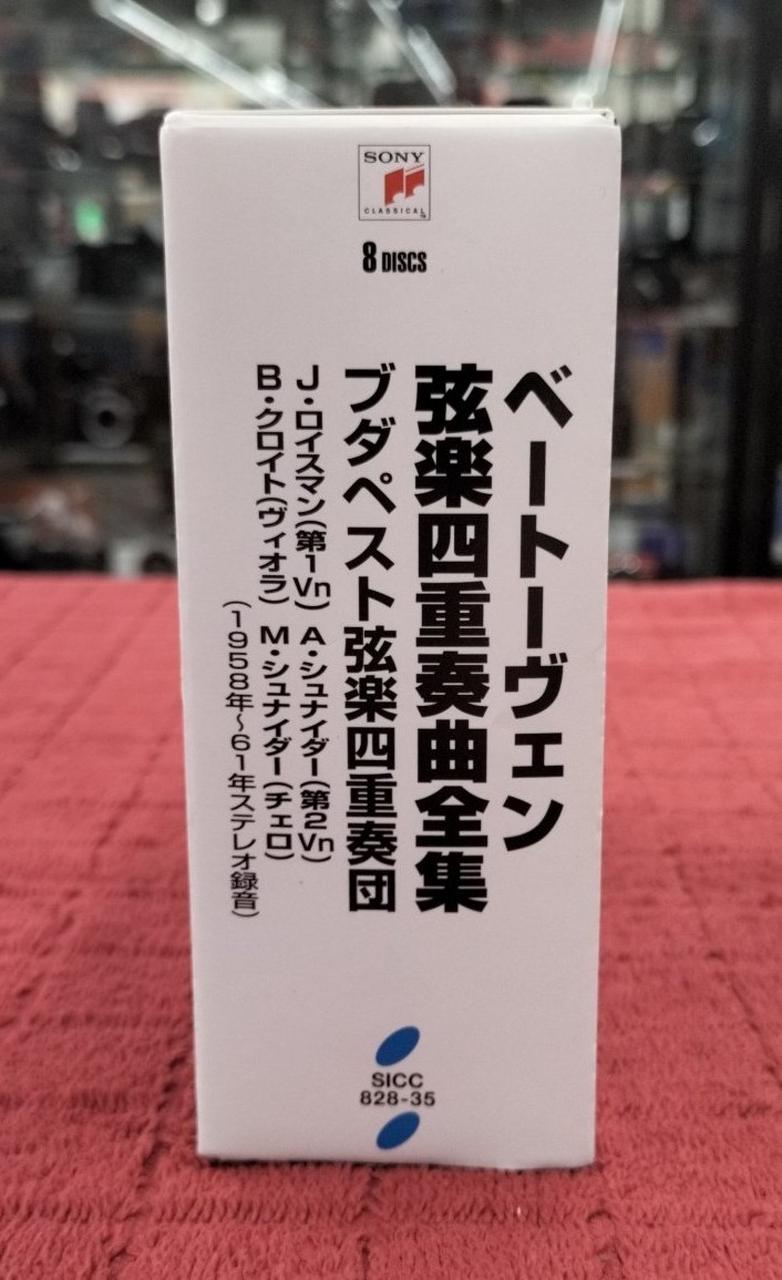 SONY
CLASSICAL
TM
8 DISCS
ベートーヴェン
弦楽四重奏曲全集
ブダペスト弦楽四重奏団
J・ロイスマン(第1Vn) A・シュナイダー(第2Vn)
B・クロイト(ヴィオラ) M・シュナイダー(チェロ)
(1958年〜61年ステレオ録音)
SICC
828-35